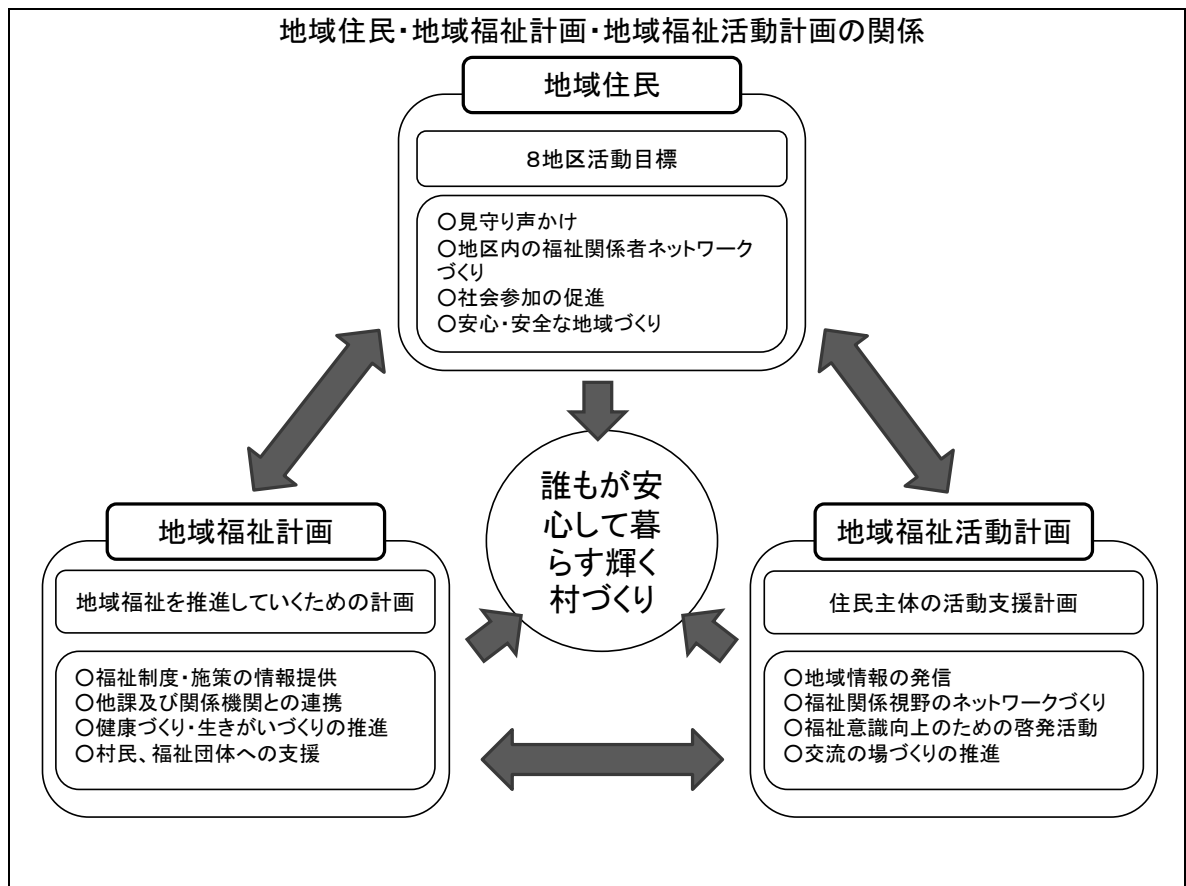 地域住民・地域福祉計画・地域福祉活動計画の関係
地域住民
８地区活動目標
○見守り声かけ
○地区内の福祉関係者ネットワーク
づくり
○社会参加の促進
○安心・安全な地域づくり
誰もが安
心して暮
らす輝く
村づくり
地域福祉計画
地域福祉を推進していくための計画
○福祉制度・施策の情報提供
○他課及び関係機関との連携
○健康づくり・生きがいづくりの推進
○村民、福祉団体への支援
地域福祉活動計画
住民主体の活動支援計画
○地域情報の発信
○福祉関係視野のネットワークづくり
○福祉意識向上のための啓発活動
○交流の場づくりの推進